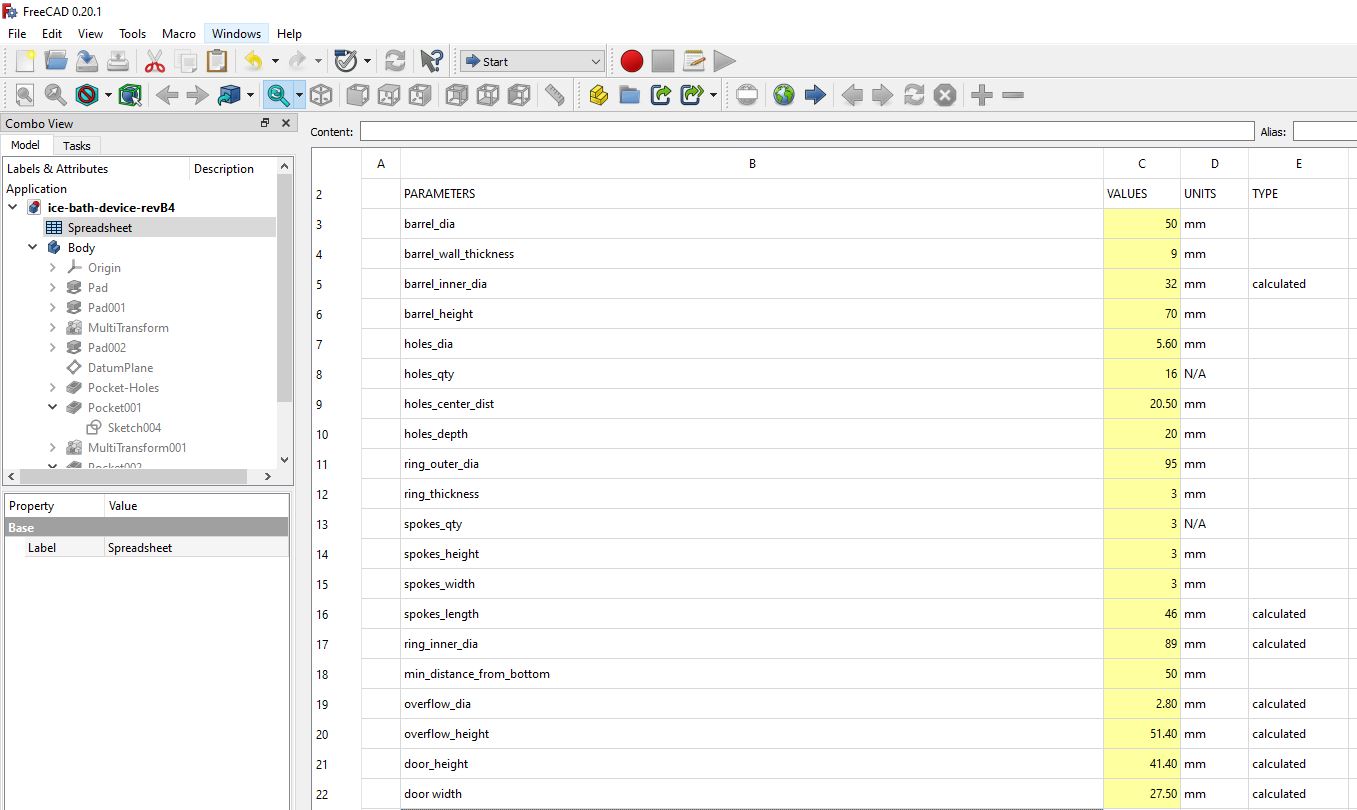 FreeCAD 0.20.1
File Edit View Tools Macro Windows Help
Start
Combo View
Model Tasks
Labels & Attributes Description
Application
ice-bath-device-revB4
Spreadsheet
Body
Origin
Pad
Pad001
MultiTransform
Pad002
DatumPlane
Pocket-Holes
Pocket001
Sketch004
MultiTransform001
Property Value
Base
Label Spreadsheet
Content: Alias:
A B C D E
2 PARAMETERS VALUES UNITS TYPE
3 barrel_dia 50 mm
4 barrel_wall_thickness 9 mm
5 barrel_inner_dia 32 mm calculated
6 barrel_height 70 mm
7 holes_dia 5.60 mm
8 holes_qty 16 N/A
9 holes_center_dist 20.50 mm
10 holes_depth 20 mm
11 ring_outer_dia 95 mm
12 ring_thickness 3 mm
13 spokes_qty 3 N/A
14 spokes_height 3 mm
15 spokes_width 3 mm
16 spokes_length 46 mm calculated
17 ring_inner_dia 89 mm calculated
18 min_distance_from_bottom 50 mm
19 overflow_dia 2.80 mm calculated
20 overflow_height 51.40 mm calculated
21 door_height 41.40 mm calculated
22 door width 27.50 mm calculated